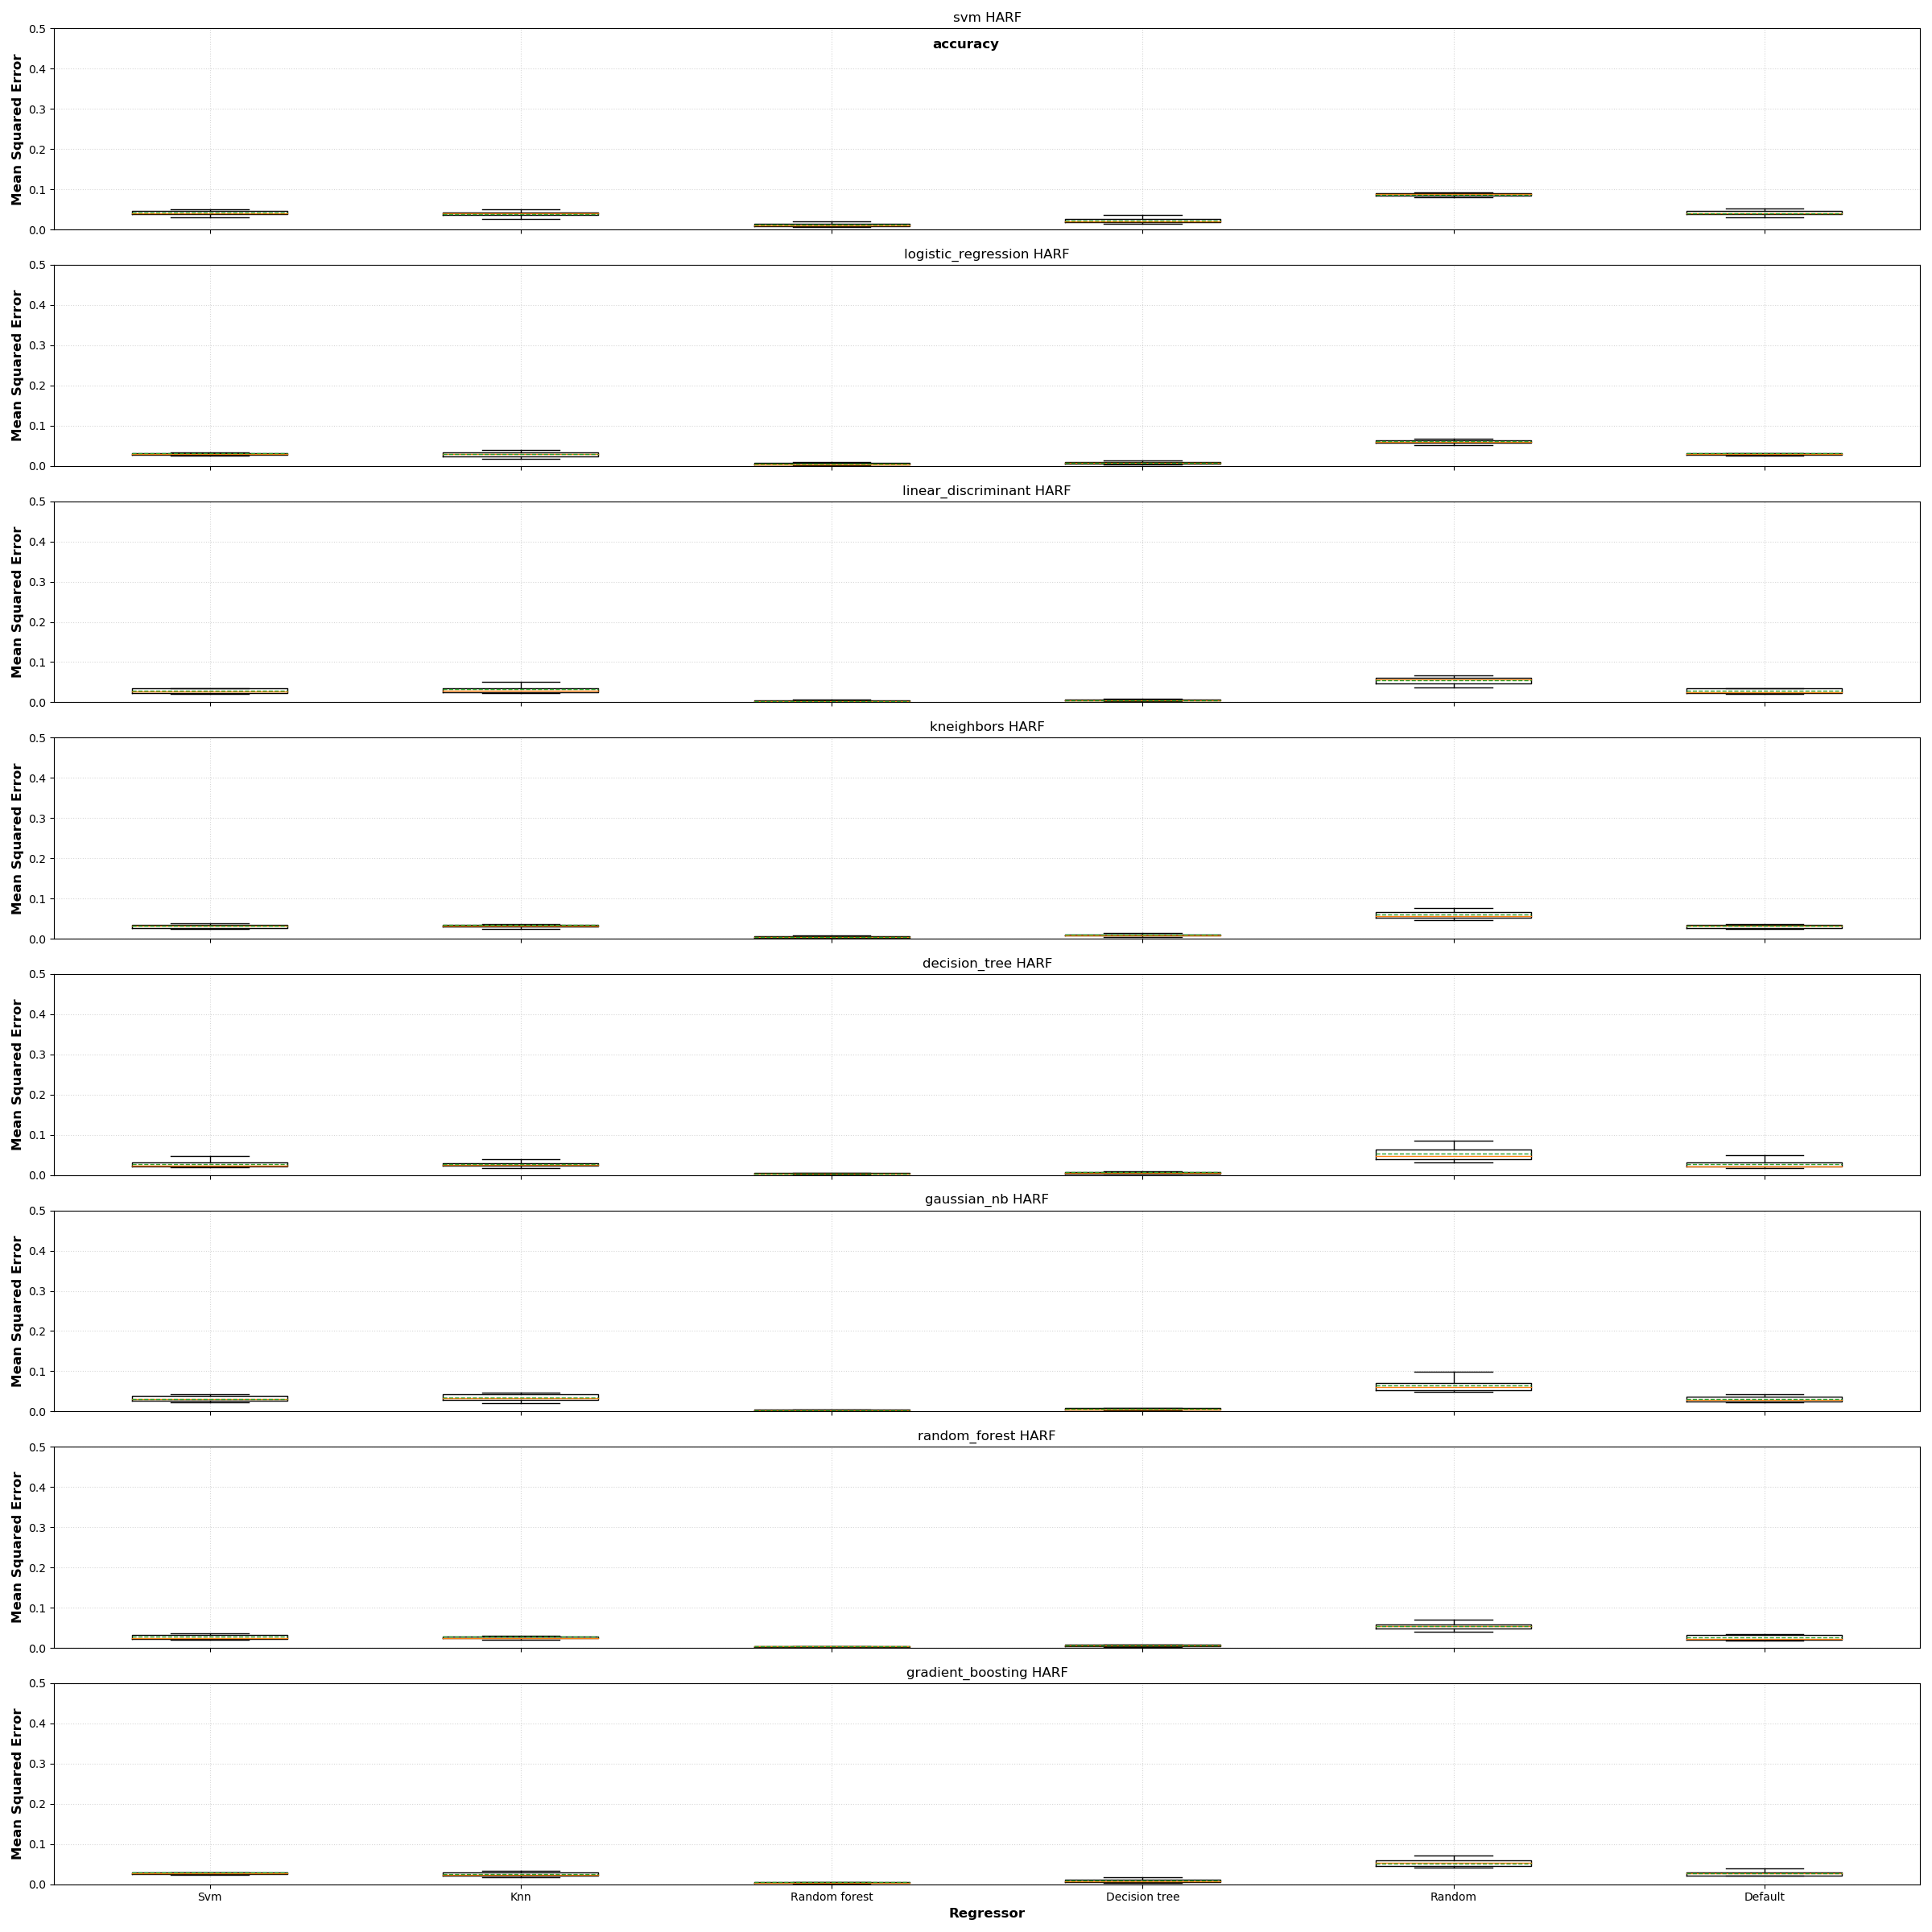 svm HARF
accuracy
Mean Squared Error
0.5
0.4
0.3
0.2
0.1
0.0
logistic_regression HARF
Mean Squared Error
0.5
0.4
0.3
0.2
0.1
0.0
linear_discriminant HARF
Mean Squared Error
0.5
0.4
0.3
0.2
0.1
0.0
kneighbors HARF
Mean Squared Error
0.5
0.4
0.3
0.2
0.1
0.0
decision_tree HARF
Mean Squared Error
0.5
0.4
0.3
0.2
0.1
0.0
gaussian_nb HARF
Mean Squared Error
0.5
0.4
0.3
0.2
0.1
0.0
random_forest HARF
Mean Squared Error
0.5
0.4
0.3
0.2
0.1
0.0
gradient_boosting HARF
Mean Squared Error
0.5
0.4
0.3
0.2
0.1
0.0
Svm Knn Random forest Decision tree Random Default
Regressor